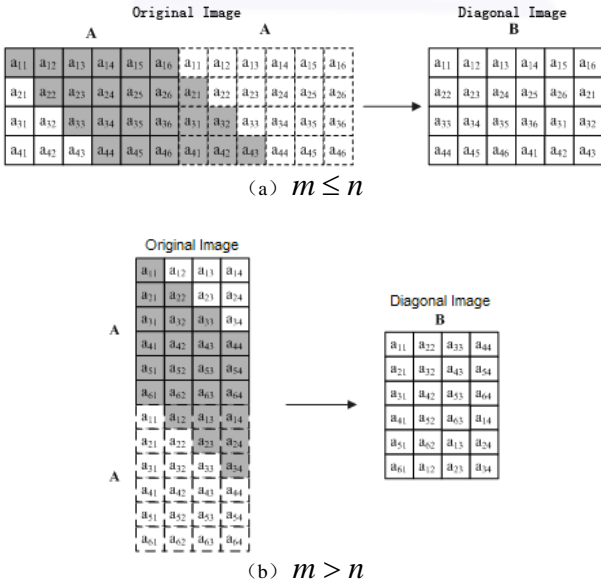 Original Image
A A
a11 a12 a13 a14 a15 a16 a11 a12 a13 a14 a15 a16
a21 a22 a23 a24 a25 a26 a21 a22 a23 a24 a25 a26
a31 a32 a33 a34 a35 a36 a31 a32 a33 a34 a35 a36
a41 a42 a43 a44 a45 a46 a41 a42 a43 a44 a45 a46
Diagonal Image
B
a11 a12 a13 a14 a15 a16
a22 a23 a24 a25 a26 a21
a33 a34 a35 a36 a31 a32
a44 a45 a46 a41 a42 a43
(a) m ≤ n
Original Image
a11 a12 a13 a14
a21 a22 a23 a24
A a31 a32 a33 a34
a41 a42 a43 a44
a51 a52 a53 a54
a61 a62 a63 a64
a11 a12 a13 a14
a21 a22 a23 a24
A a31 a32 a33 a34
a41 a42 a43 a44
a51 a52 a53 a54
a61 a62 a63 a64
Diagonal Image
B
a11 a22 a33 a44
a21 a32 a43 a54
a31 a42 a53 a64
a41 a52 a63 a14
a51 a62 a13 a24
a61 a12 a23 a34
(b) m > n